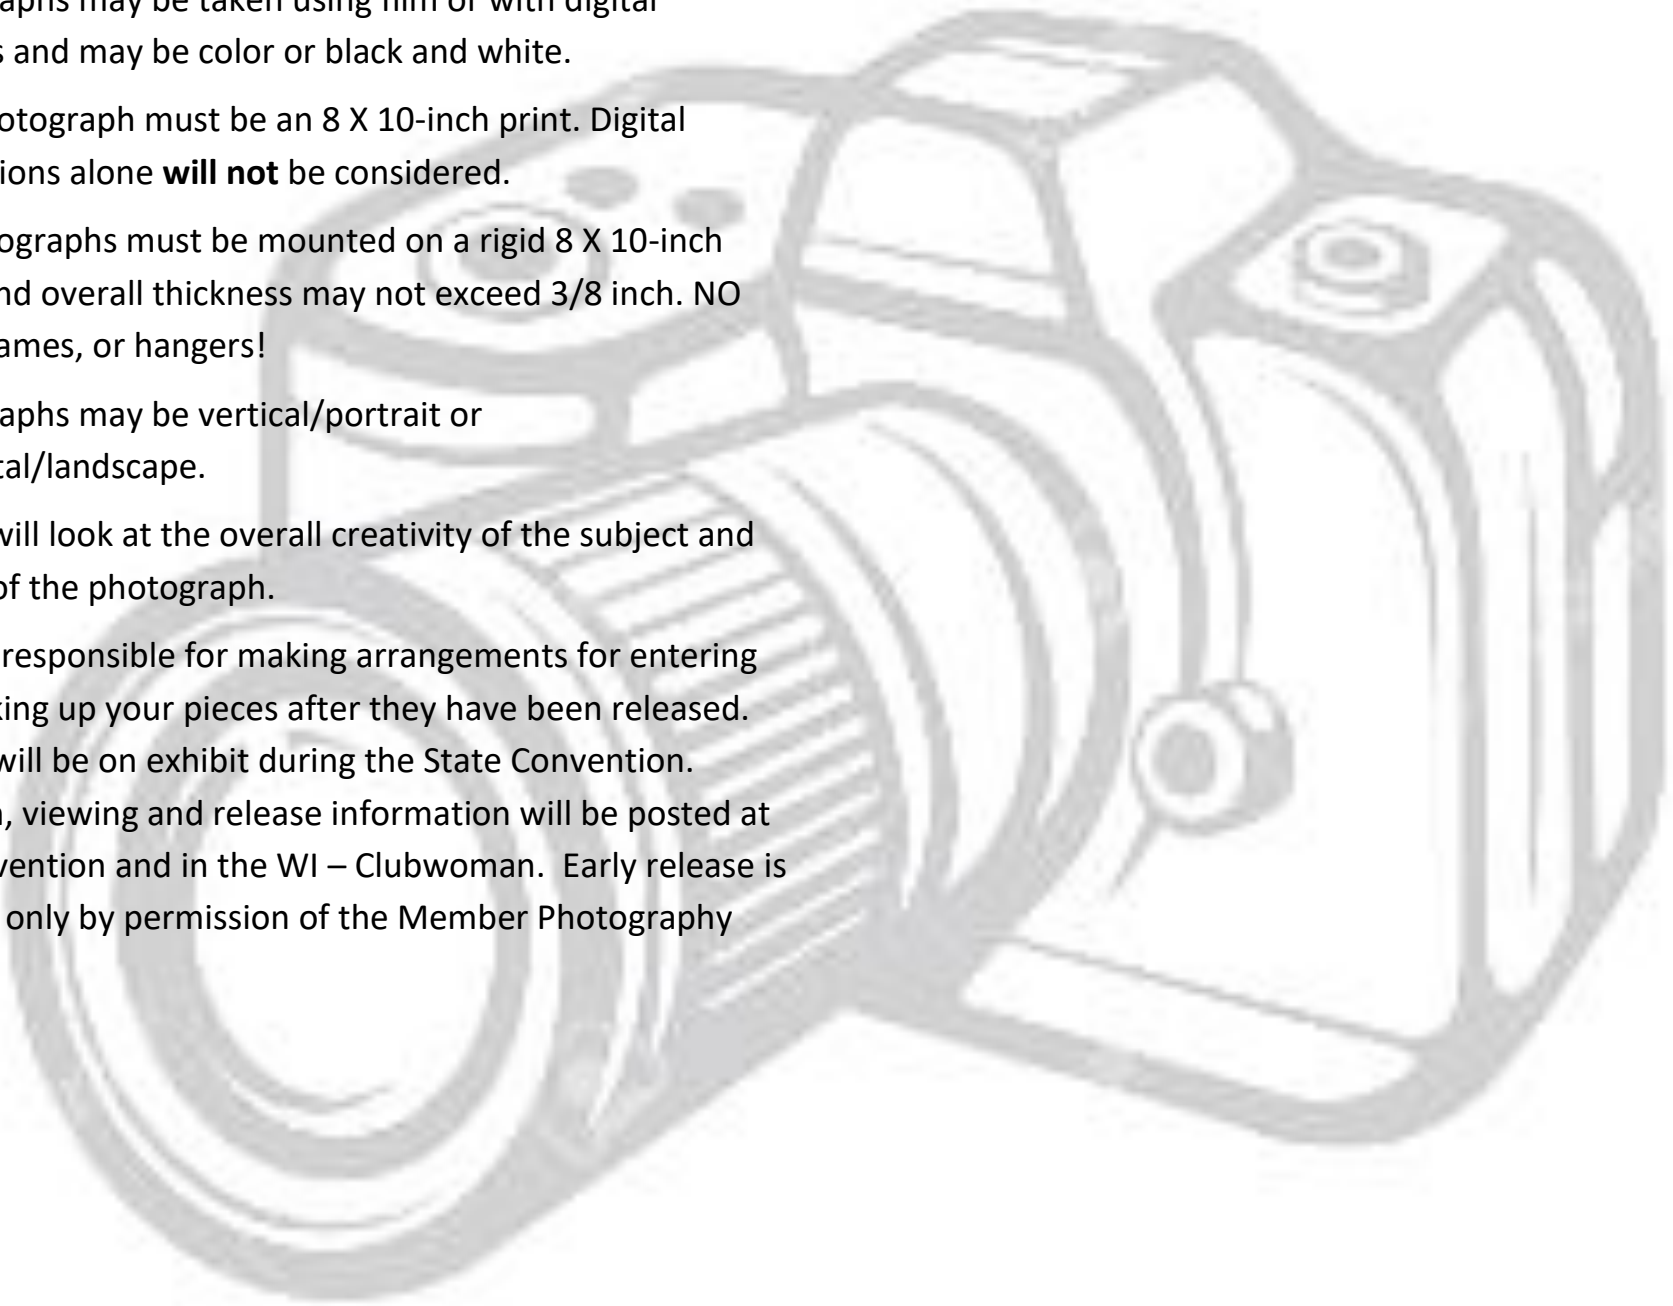 aphs may be taken using film or with digital
s and may be color or black and white.
otograph must be an 8 X 10-inch print. Digital
ions alone will not be considered.
ographs must be mounted on a rigid 8 X 10-inch
nd overall thickness may not exceed 3/8 inch. NO
ames, or hangers!
aphs may be vertical/portrait or
tal/landscape.
will look at the overall creativity of the subject and
of the photograph.
responsible for making arrangements for entering
king up your pieces after they have been released.
will be on exhibit during the State Convention.
, viewing and release information will be posted at
vention and in the WI – Clubwoman. Early release is
only by permission of the Member Photography